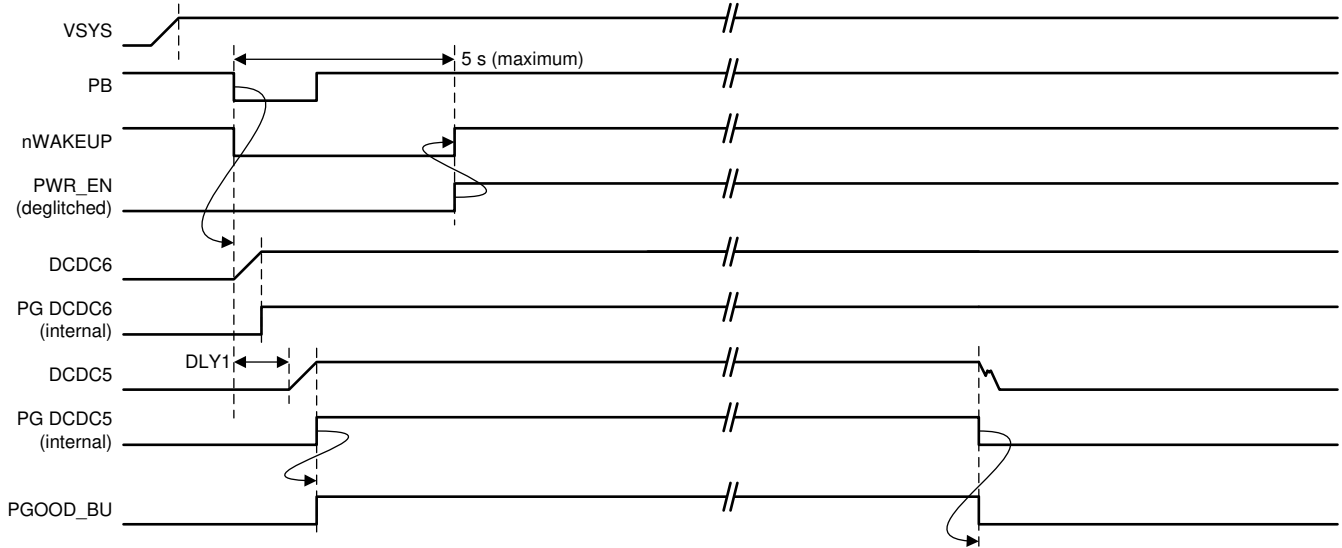 VSYS
5 s (maximum)
PB
nWAKEUP
PWR_EN
(deglitched)
DCDC6
PG DCDC6
(internal)
DLY1
DCDC5
PG DCDC5
(internal)
PGOOD_BU